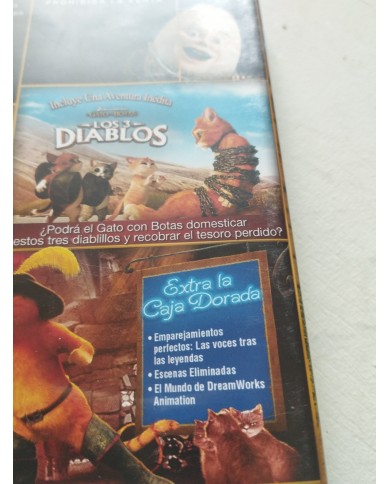 Incluye Una Aventura Inédita
LOS 3
DIABLOS
¿Podrá el Gato con Botas domesticar
estos tres diablillos y recobrar el tesoro perdido?
Extra la
Caja Dorada
• Emparejamientos
perfectos: Las voces tras
las leyendas
• Escenas Eliminadas
• El Mundo de DreamWorks
Animation